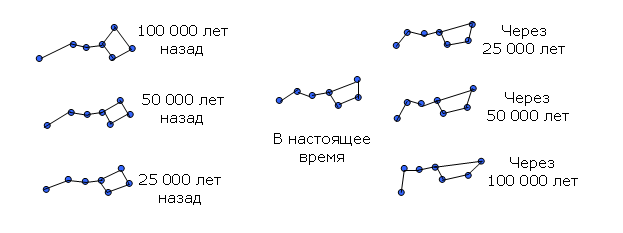 100 000 лет
назад
50 000 лет
назад
25 000 лет
назад
В настоящее
время
Через
25 000 лет
Через
50 000 лет
Через
100 000 лет